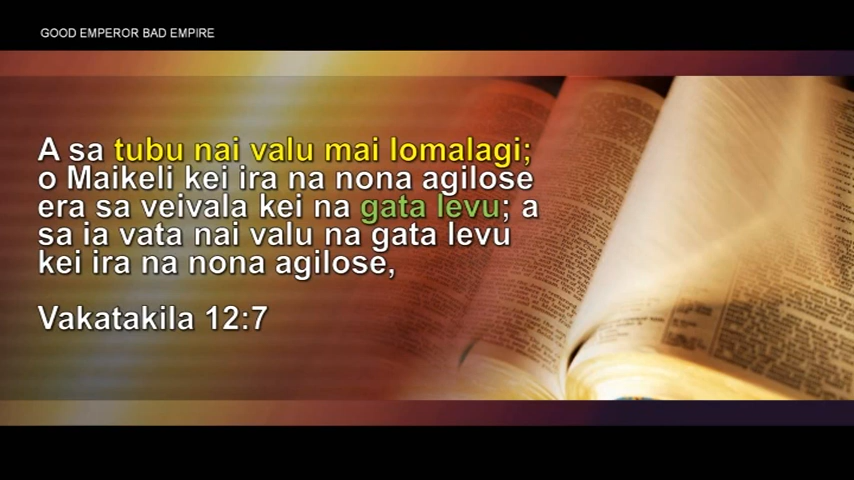 GOOD EMPEROR BAD EMPIRE
A sa tubu nai valu mai lomalagi;
o Maikeli kei ira na nona agilose
era sa veivala kei na gata levu; a
sa ia vata nai valu na gata levu
kei ira na nona agilose,
Vakatakila 12:7